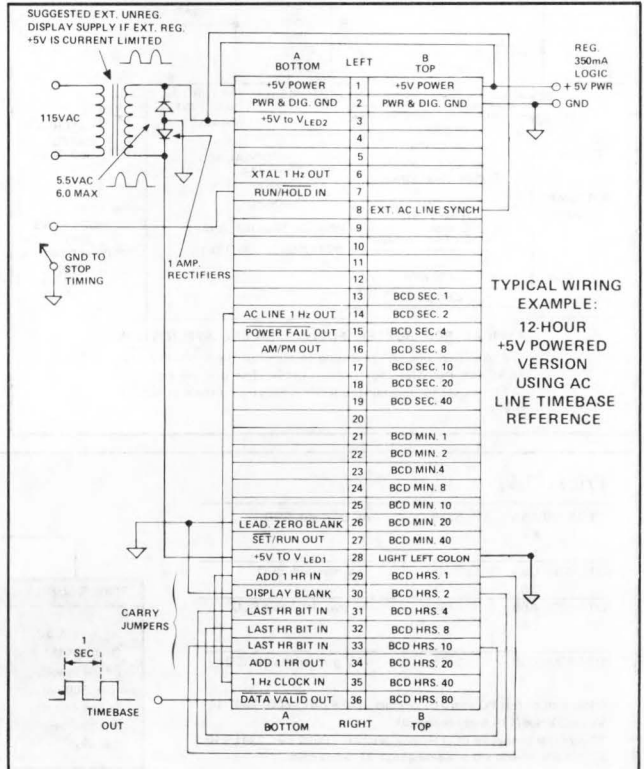 SUGGESTED EXT. UNREG.
DISPLAY SUPPLY IF EXT. REG.
+5V IS CURRENT LIMITED
115VAC
5.5VAC
6.0 MAX
1 AMP.
RECTIFIERS
GND TO
STOP
TIMING
A
BOTTOM
LEFT
B
TOP
+5V POWER 1 +5V POWER
PWR & DIG. GND 2 PWR & DIG. GND
+5V to VLED2 3
4
5
XTAL 1 Hz OUT 6
RUN/HOLD IN 7
8 EXT. AC LINE SYNCH
9
10
11
12
13 BCD SEC. 1
AC LINE 1 Hz OUT 14 BCD SEC. 2
POWER FAIL OUT 15 BCD SEC. 4
AM/PM OUT 16 BCD SEC. 8
17 BCD SEC. 10
18 BCD SEC. 20
19 BCD SEC. 40
20
21 BCD MIN. 1
22 BCD MIN. 2
23 BCD MIN.4
24 BCD MIN. 8
25 BCD MIN. 10
LEAD. ZERO BLANK 26 BCD MIN. 20
SET/RUN OUT 27 BCD MIN. 40
+5V TO VLED1 28 LIGHT LEFT COLON
ADD 1 HR IN 29 BCD HRS. 1
DISPLAY BLANK 30 BCD HRS. 2
LAST HR BIT IN 31 BCD HRS. 4
LAST HR BIT IN 32 BCD HRS. 8
LAST HR BIT IN 33 BCD HRS. 10
ADD 1 HR OUT 34 BCD HRS. 20
1 Hz CLOCK IN 35 BCD HRS. 40
DATA VALID OUT 36 BCD HRS. 80
A
BOTTOM
RIGHT
B
TOP
REG.
350mA
LOGIC
+ 5V PWR
GND
TYPICAL WIRING
EXAMPLE:
12-HOUR
+5V POWERED
VERSION
USING AC
LINE TIMEBASE
REFERENCE
CARRY
JUMPERS
1
SEC
TIMEBASE
OUT